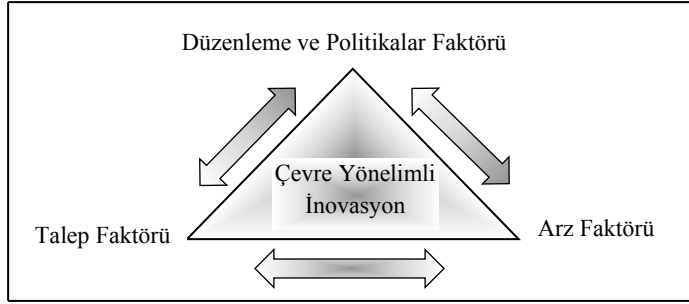 Düzenleme ve Politikalar Faktörü
Çevre Yönelimli
İnovasyon
Talep Faktörü
Arz Faktörü